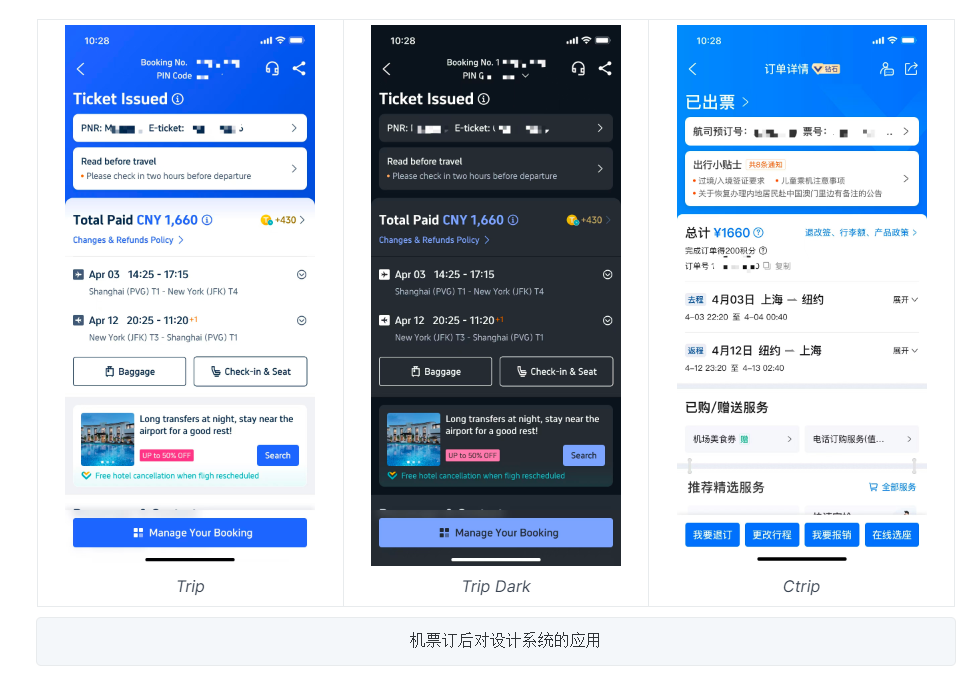 10:28
Booking No.
PIN Code
Ticket Issued
PNR: E-ticket:
Read before travel
• Please check in two hours before departure
Total Paid CNY 1,660 +430
Changes & Refunds Policy
Apr 03 14:25 - 17:15
Shanghai (PVG) T1 - New York (JFK) T4
Apr 12 20:25 - 11:20+1
New York (JFK) T3 - Shanghai (PVG) T1
Baggage Check-in & Seat
Long transfers at night, stay near the
airport for a good rest!
UP to 50% OFF Search
Free hotel cancellation when fligh rescheduled
Manage Your Booking
Trip
10:28
Booking No. 1
PIN
Ticket Issued
PNR: E-ticket:
Read before travel
• Please check in two hours before departure
Total Paid CNY 1,660 +430
Changes & Refunds Policy
Apr 03 14:25 - 17:15
Shanghai (PVG) T1 - New York (JFK) T4
Apr 12 20:25 - 11:20+1
New York (JFK) T3 - Shanghai (PVG) T1
Baggage Check-in & Seat
Long transfers at night, stay near the
airport for a good rest!
UP to 50% OFF Search
Free hotel cancellation when fligh rescheduled
Manage Your Booking
Trip Dark
10:28
订单详情 钻石
已出票
航司预订号: 票号: ..
出行小贴士 共8条通知
• 过境/入境签证要求 • 儿童乘机注意事项
• 关于恢复办理内地居民赴中国澳门里边有备注的公告
总计 ¥1660 退改签、行李额、产品政策
完成订单得200积分
订单号: 复制
去程 4月03日 上海 — 纽约 展开
4-03 22:20 至 4-04 00:40
返程 4月12日 纽约 — 上海 展开
4-12 23:20 至 4-13 02:40
已购/赠送服务
机场美食券 赠 电话订购服务(值...
推荐精选服务 全部服务
我要退订 更改行程 我要报销 在线选座
Ctrip
机票订后对设计系统的应用